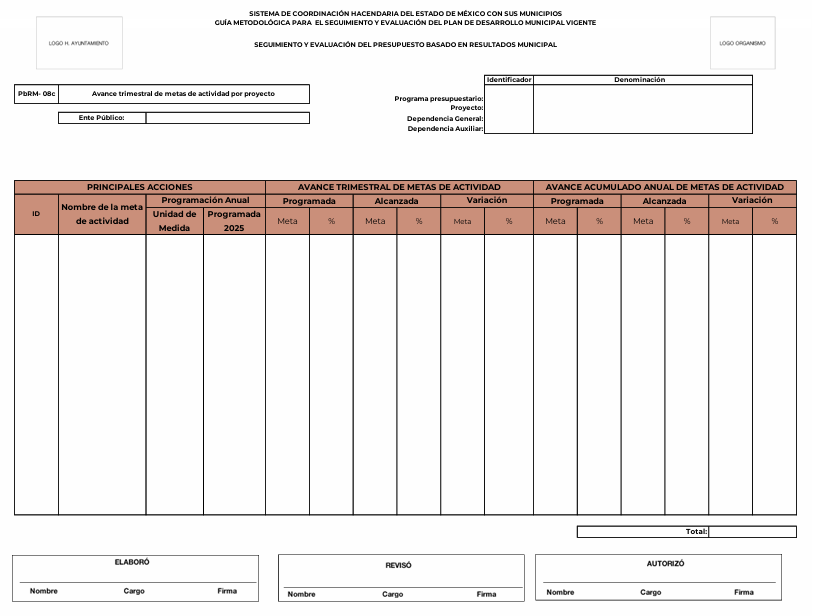 SISTEMA DE COORDINACIÓN HACENDARIA DEL ESTADO DE MÉXICO CON SUS MUNICIPIOS
GUÍA METODOLÓGICA PARA EL SEGUIMIENTO Y EVALUACIÓN DEL PLAN DE DESARROLLO MUNICIPAL VIGENTE
LOGO H. AYUNTAMIENTO
SEGUIMIENTO Y EVALUACIÓN DEL PRESUPUESTO BASADO EN RESULTADOS MUNICIPAL
LOGO ORGANISMO
Identificador Denominación
PbRM- 08c Avance trimestral de metas de actividad por proyecto
Programa presupuestario:
Proyecto:
Ente Público:
Dependencia General:
Dependencia Auxiliar:
PRINCIPALES ACCIONES AVANCE TRIMESTRAL DE METAS DE ACTIVIDAD AVANCE ACUMULADO ANUAL DE METAS DE ACTIVIDAD
ID Nombre de la meta de actividad Programación Anual Programada Alcanzada Variación Programada Alcanzada Variación
Unidad de Medida Programada 2025 Meta % Meta % Meta % Meta % Meta % Meta %
Total:
ELABORÓ
Nombre Cargo Firma
REVISÓ
Nombre Cargo Firma
AUTORIZÓ
Nombre Cargo Firma